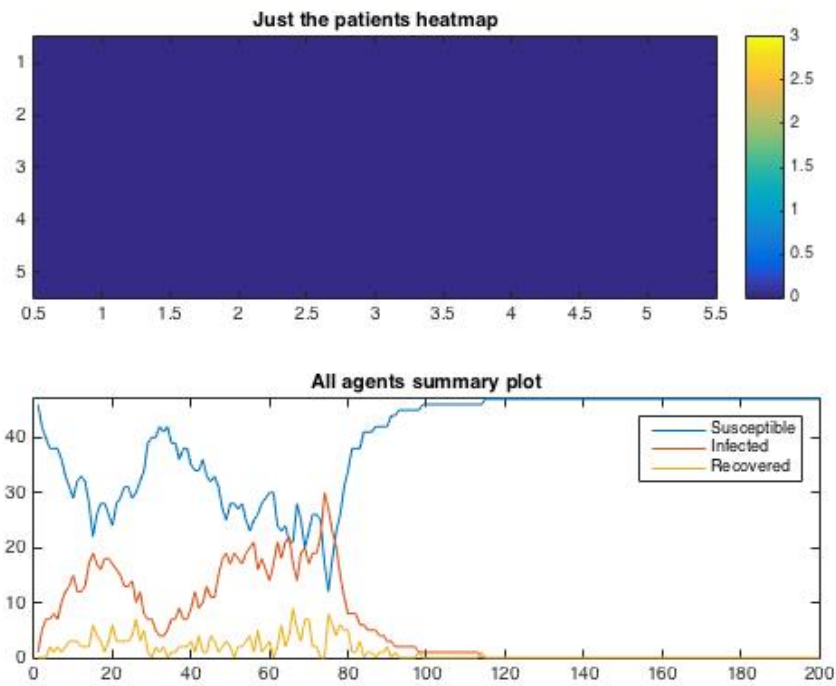 Just the patients heatmap
1
2
3
4
5
0.5 1 1.5 2 2.5 3 3.5 4 4.5 5 5.5
3
2.5
2
1.5
1
0.5
0
All agents summary plot
40
30
20
10
0
Susceptible
Infected
Recovered
0 20 40 60 80 100 120 140 160 180 200